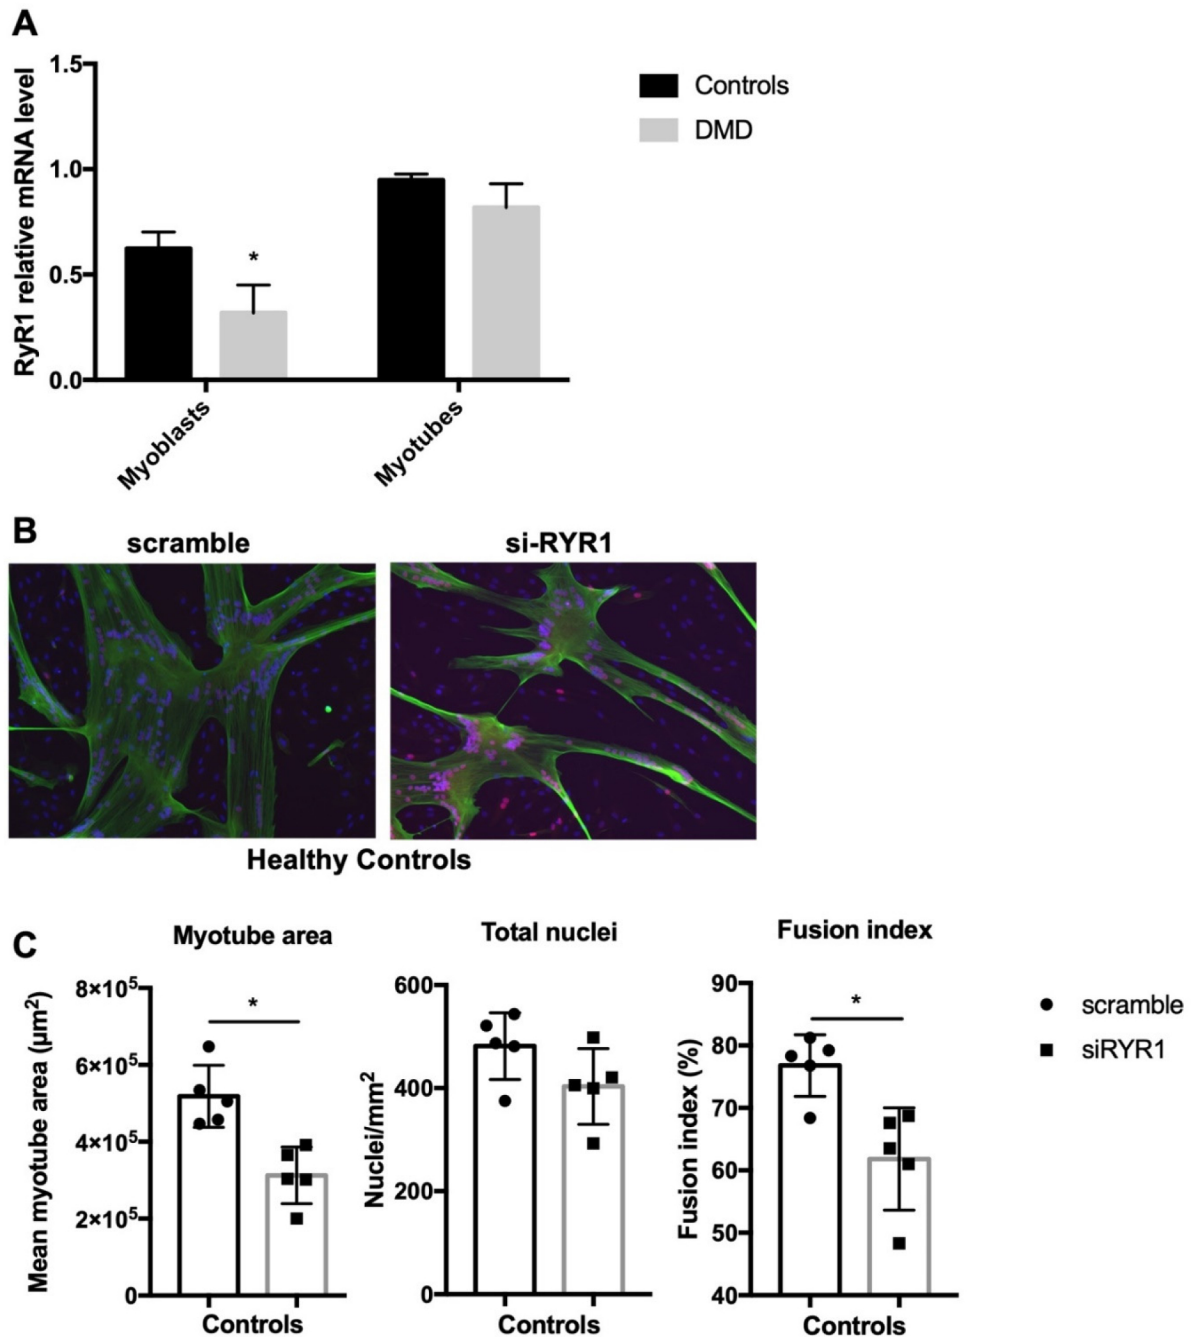 A
RyR1 relative mRNA level
1.5
1.0
0.5
0.0
*
Myoblasts
Myotubes
Controls
DMD
B
scramble
si-RYR1
Healthy Controls
C
Myotube area
Mean myotube area (µm²)
8×10⁵
6×10⁵
4×10⁵
2×10⁵
0
*
Controls
Total nuclei
Nuclei/mm²
600
400
200
0
Controls
Fusion index
Fusion index (%)
90
80
70
60
50
40
*
Controls
scramble
siRYR1